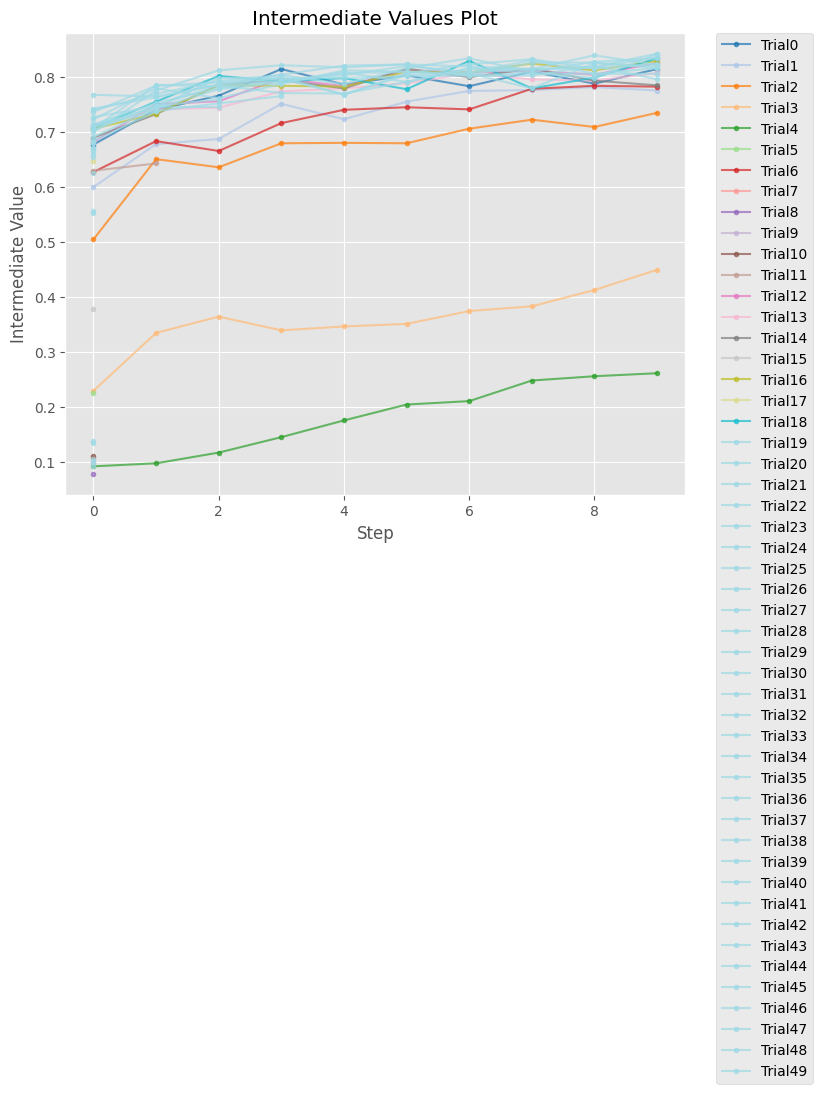 Intermediate Values Plot
Intermediate Value
0.8
0.7
0.6
0.5
0.4
0.3
0.2
0.1
0
2
4
6
8
Step
Trial0
Trial1
Trial2
Trial3
Trial4
Trial5
Trial6
Trial7
Trial8
Trial9
Trial10
Trial11
Trial12
Trial13
Trial14
Trial15
Trial16
Trial17
Trial18
Trial19
Trial20
Trial21
Trial22
Trial23
Trial24
Trial25
Trial26
Trial27
Trial28
Trial29
Trial30
Trial31
Trial32
Trial33
Trial34
Trial35
Trial36
Trial37
Trial38
Trial39
Trial40
Trial41
Trial42
Trial43
Trial44
Trial45
Trial46
Trial47
Trial48
Trial49